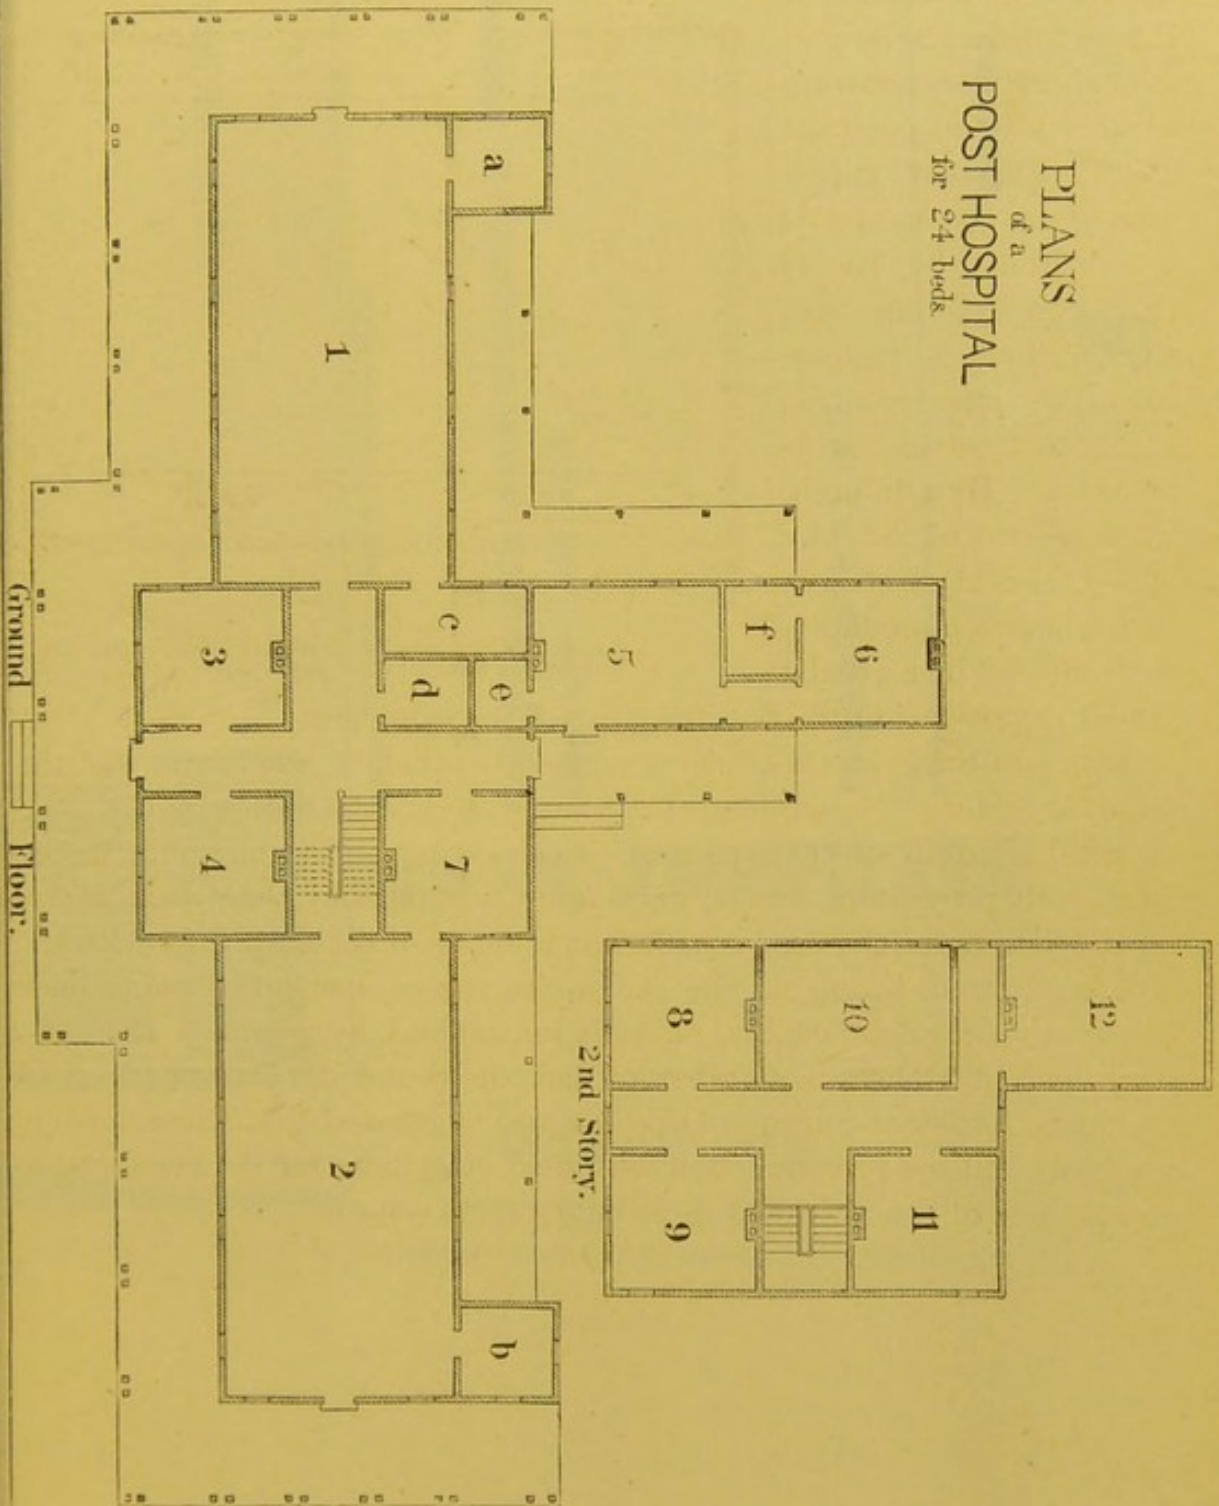 PLANS
of a
POST HOSPITAL
for 24 beds.
a
1
c
d
e
5
f
6
3
4
7
2
b
Ground Floor.
8
10
12
9
11
2nd Story.